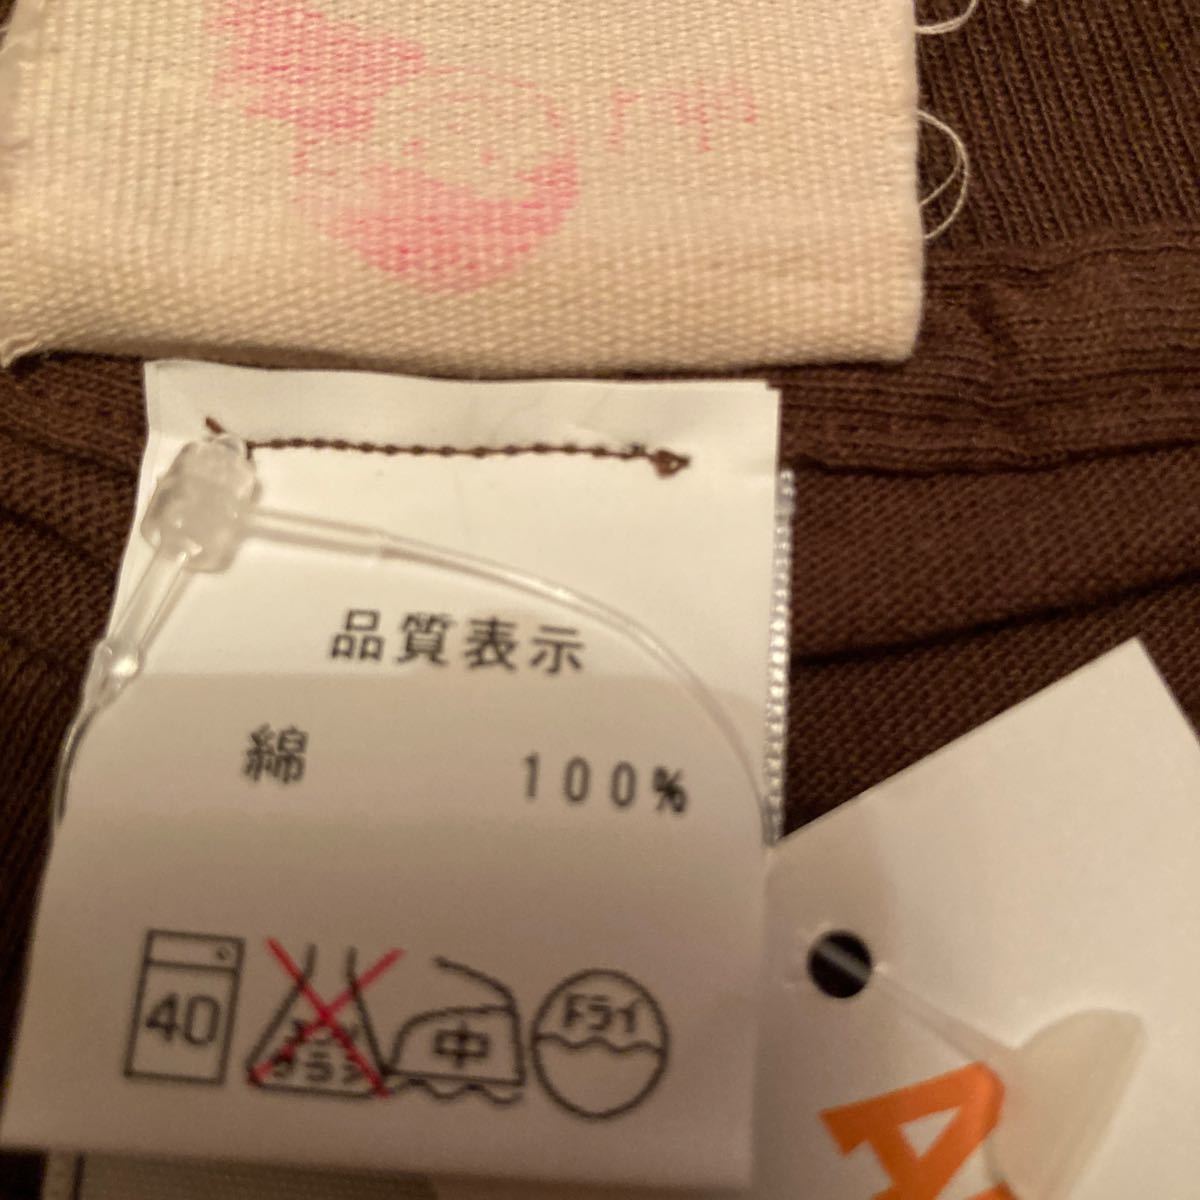 品質表示
綿 100%
40 エンソ サラシ 中 ドライ
A